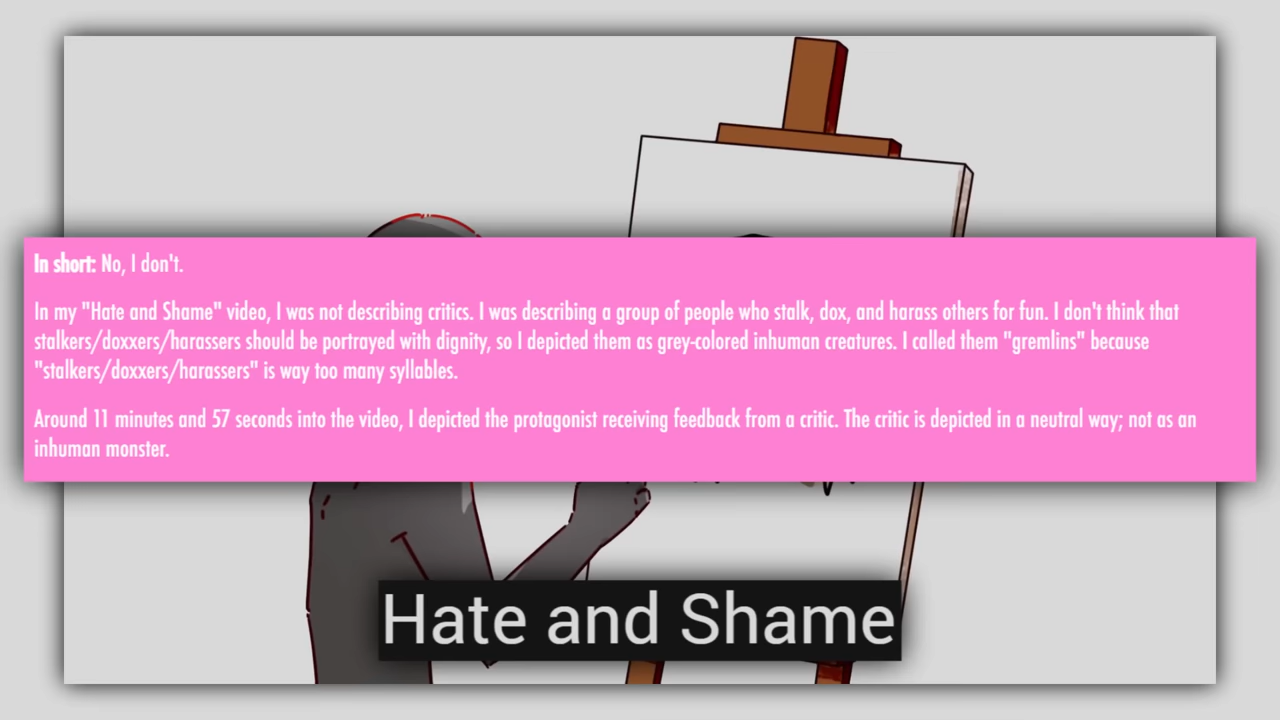 In short: No, I don't.
In my "Hate and Shame" video, I was not describing critics. I was describing a group of people who stalk, dox, and harass others for fun. I don't think that
stalkers/doxxers/harassers should be portrayed with dignity, so I depicted them as grey-colored inhuman creatures. I called them "gremlins" because
"stalkers/doxxers/harassers" is way too many syllables.
Around 11 minutes and 57 seconds into the video, I depicted the protagonist receiving feedback from a critic. The critic is depicted in a neutral way; not as an
inhuman monster.
Hate and Shame